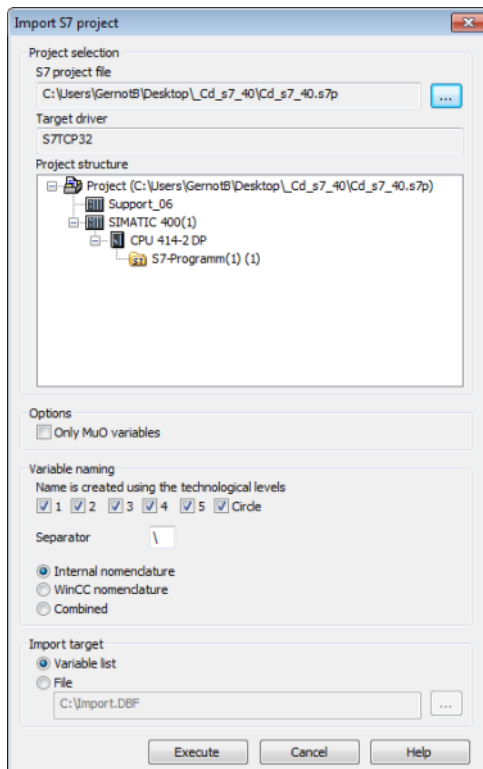 Import S7 project
Project selection
S7 project file
C:\Users\GernotB\Desktop\_Cd_s7_40\Cd_s7_40.s7p
...
Target driver
S7TCP32
Project structure
Project (C:\Users\GernotB\Desktop\_Cd_s7_40\Cd_s7_40.s7p)
Support_06
SIMATIC 400(1)
CPU 414-2 DP
S7-Programm(1) (1)
Options
Only MuO variables
Variable naming
Name is created using the technological levels
1 2 3 4 5 Circle
Separator \
Internal nomenclature
WinCC nomenclature
Combined
Import target
Variable list
File
C:\Import.DBF ...
Execute Cancel Help